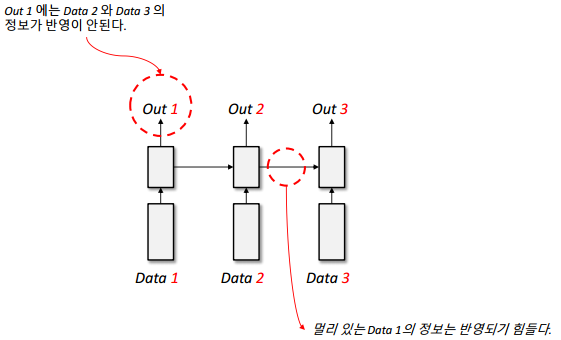 Out 1 에는 Data 2 와 Data 3 의
정보가 반영이 안된다.
Out 1 Out 2 Out 3
Data 1 Data 2 Data 3
멀리 있는 Data 1의 정보는 반영되기 힘들다.